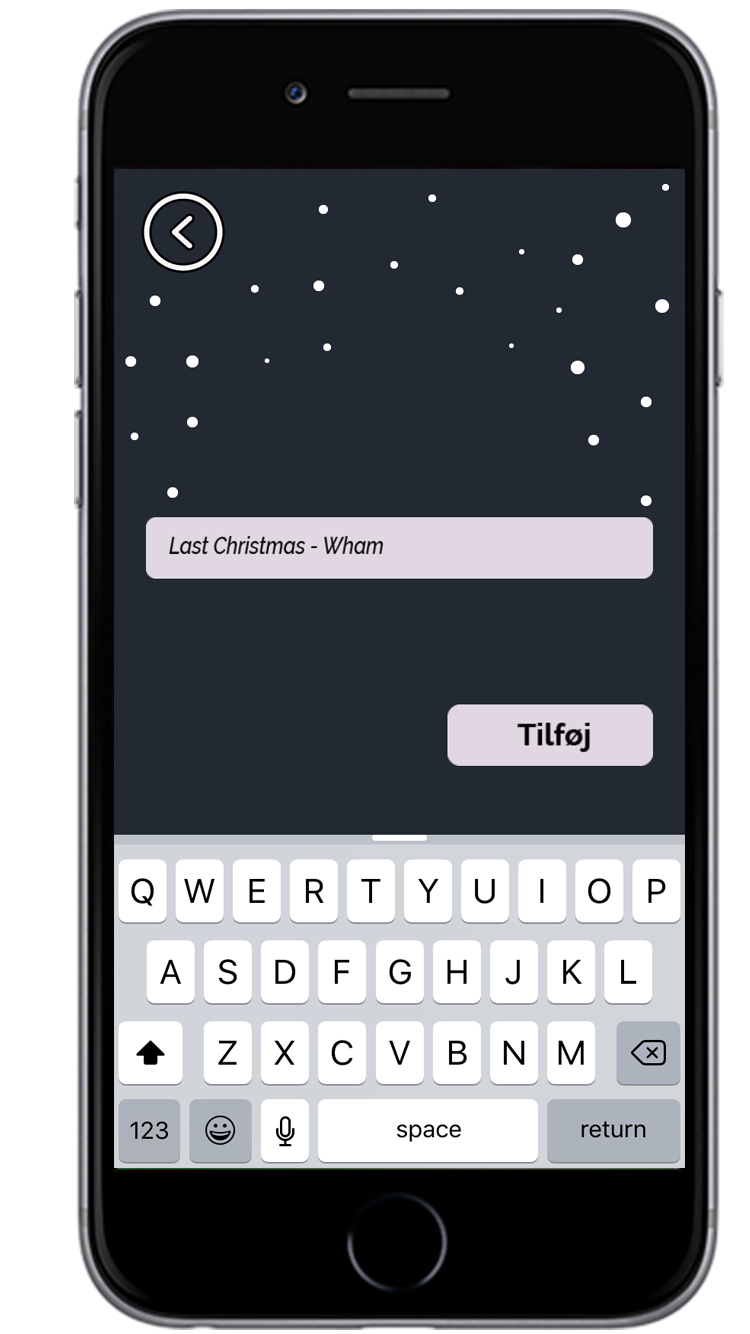 Last Christmas - Wham
Tilføj
Q W E R T Y U I O P
A S D F G H J K L
Z X C V B N M
123 space return